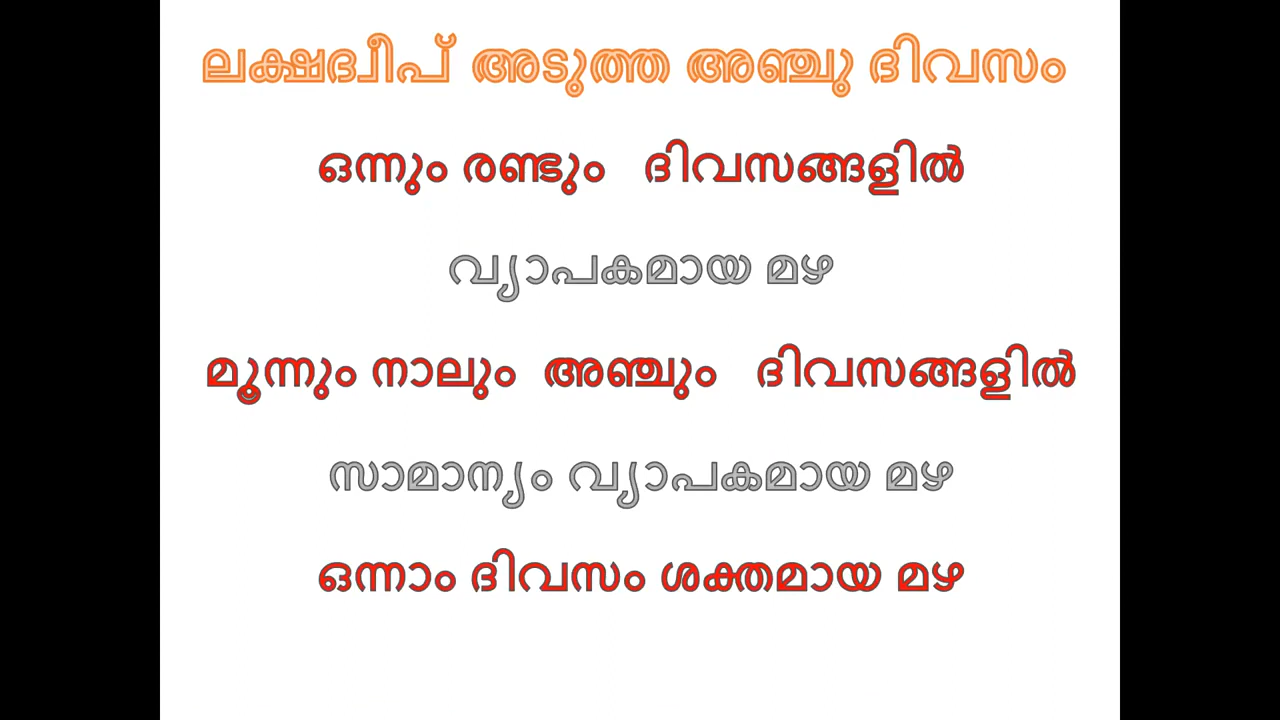 ലക്ഷദ്വീപ് അടുത്ത അഞ്ചു ദിവസം
ഒന്നും രണ്ടും ദിവസങ്ങളിൽ
വ്യാപകമായ മഴ
മൂന്നും നാലും അഞ്ചും ദിവസങ്ങളിൽ
സാമാന്യം വ്യാപകമായ മഴ
ഒന്നാം ദിവസം ശക്തമായ മഴ